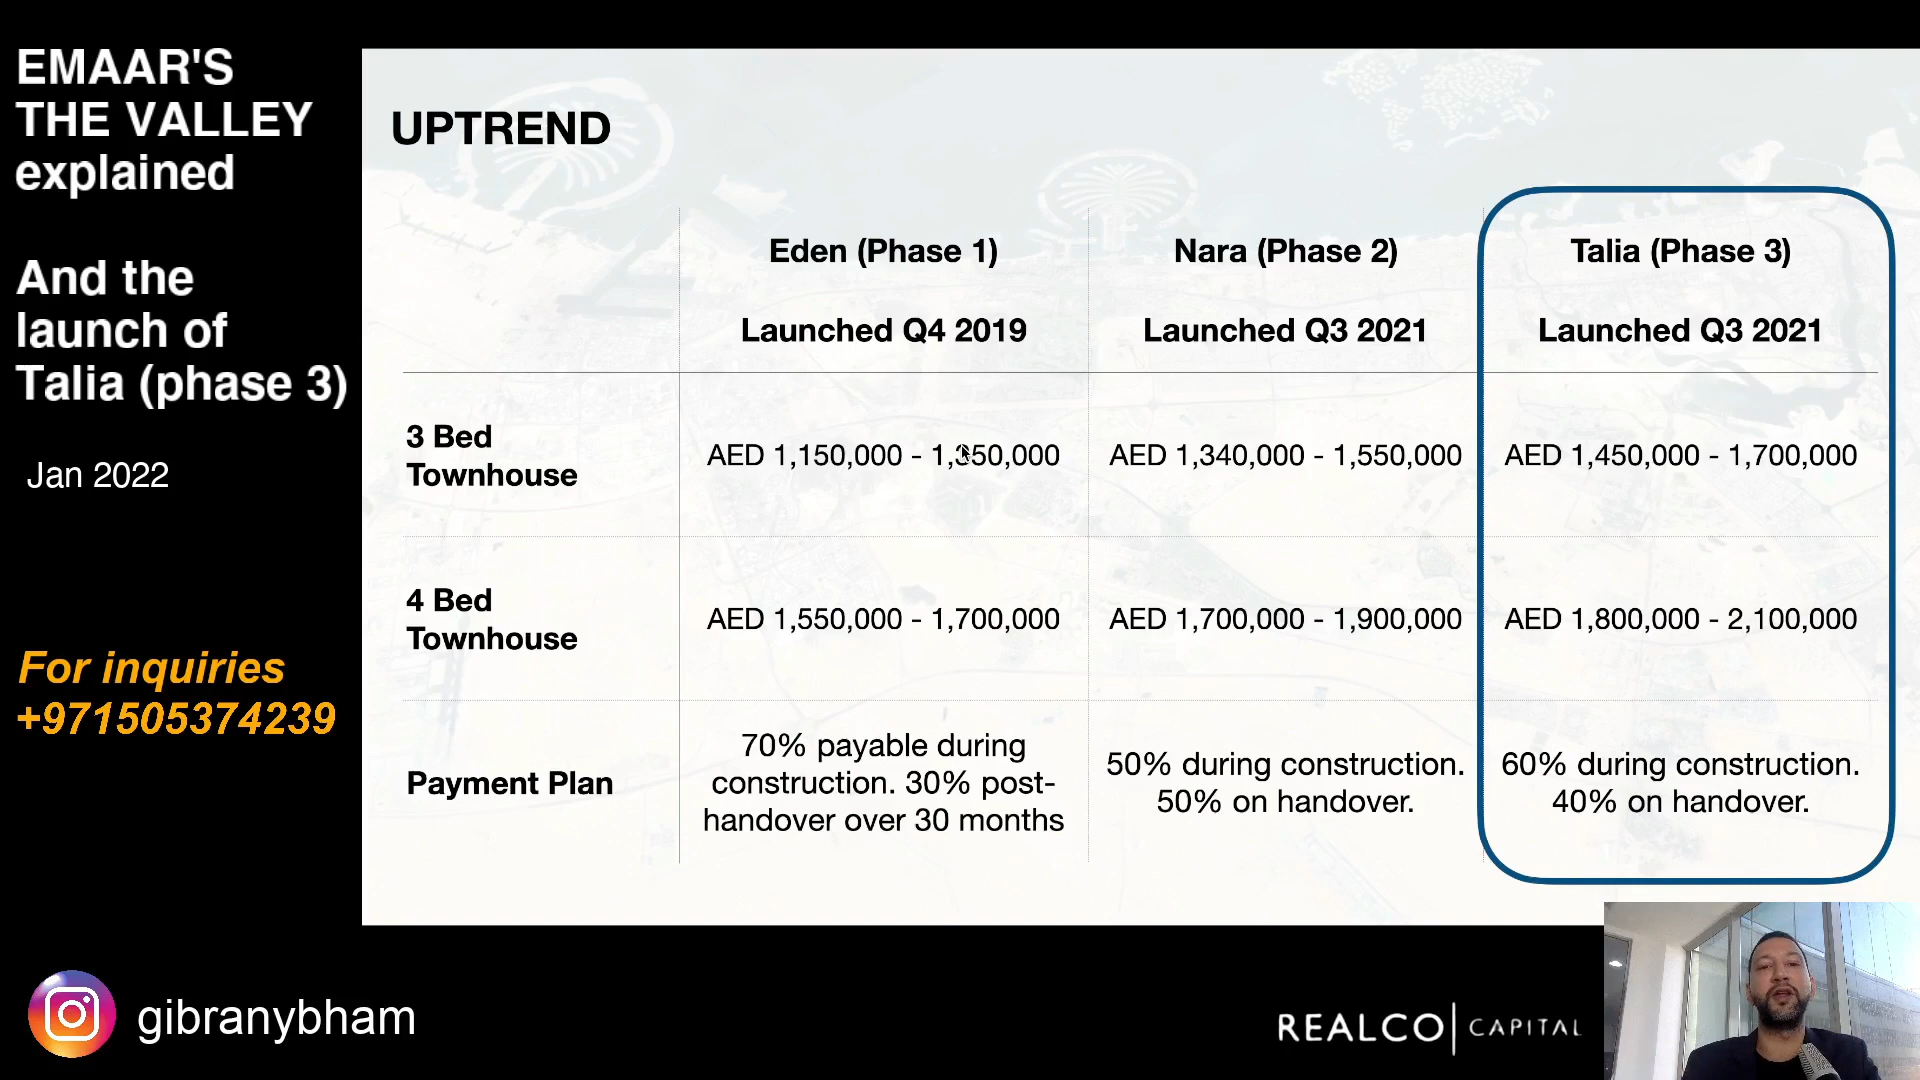 EMAAR'S
THE VALLEY
explained
And the
launch of
Talia (phase 3)
Jan 2022
For inquiries
+971505374239
gibranybham
UPTREND
Eden (Phase 1)
Nara (Phase 2)
Talia (Phase 3)
Launched Q4 2019
Launched Q3 2021
Launched Q3 2021
3 Bed
Townhouse
AED 1,150,000 - 1,350,000
AED 1,340,000 - 1,550,000
AED 1,450,000 - 1,700,000
4 Bed
Townhouse
AED 1,550,000 - 1,700,000
AED 1,700,000 - 1,900,000
AED 1,800,000 - 2,100,000
Payment Plan
70% payable during
construction. 30% post-
handover over 30 months
50% during construction.
50% on handover.
60% during construction.
40% on handover.
REALCO CAPITAL